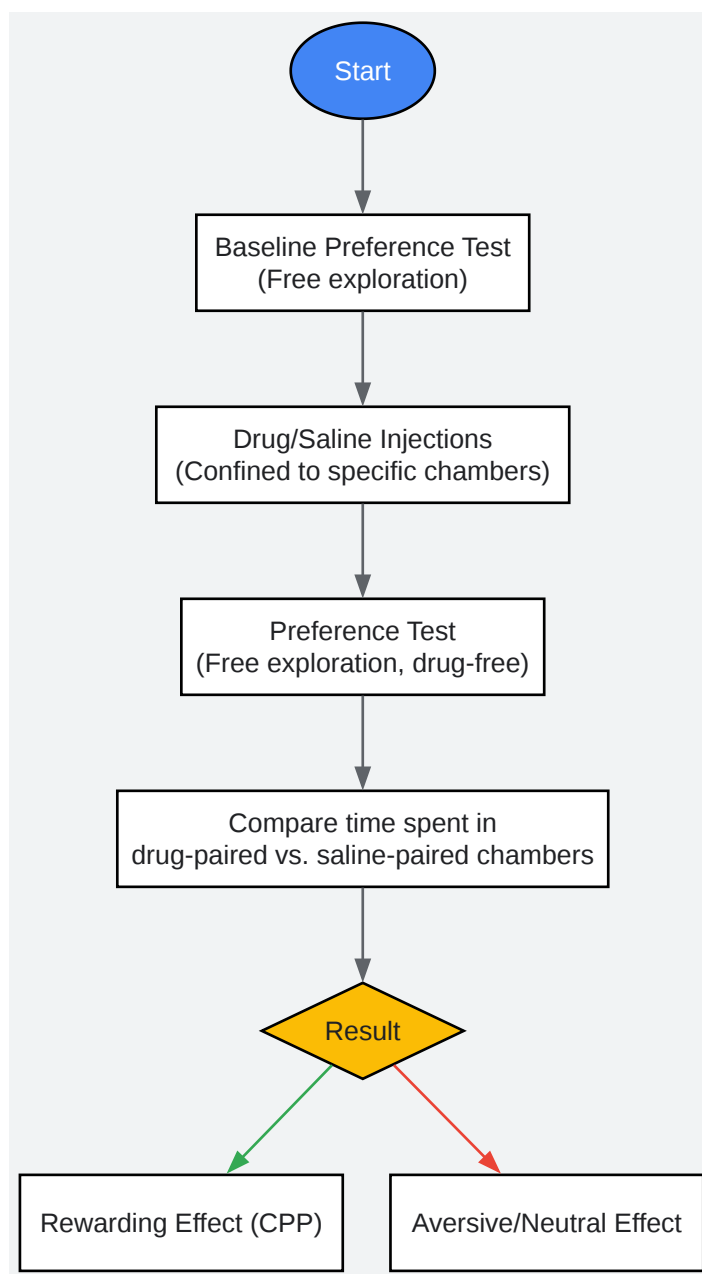 Start
Baseline Preference Test
(Free exploration)
Drug/Saline Injections
(Confined to specific chambers)
Preference Test
(Free exploration, drug-free)
Compare time spent in
drug-paired vs. saline-paired chambers
Result
Rewarding Effect (CPP)
Aversive/Neutral Effect